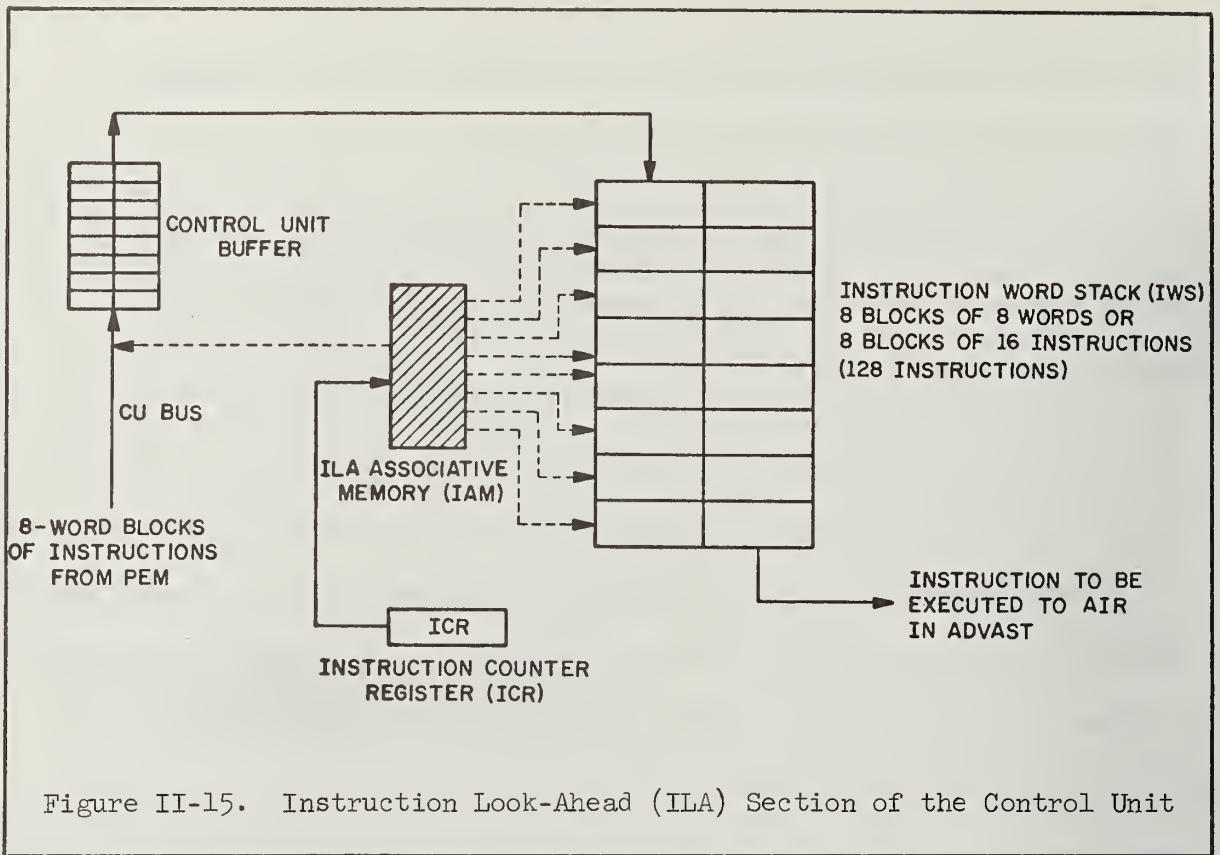 CONTROL UNIT
BUFFER
INSTRUCTION WORD STACK (IWS)
8 BLOCKS OF 8 WORDS OR
8 BLOCKS OF 16 INSTRUCTIONS
(128 INSTRUCTIONS)
CU BUS
ILA ASSOCIATIVE
MEMORY (IAM)
8-WORD BLOCKS
OF INSTRUCTIONS
FROM PEM
INSTRUCTION TO BE
EXECUTED TO AIR
IN ADVAST
ICR
INSTRUCTION COUNTER
REGISTER (ICR)
Figure II-15. Instruction Look-Ahead (ILA) Section of the Control Unit